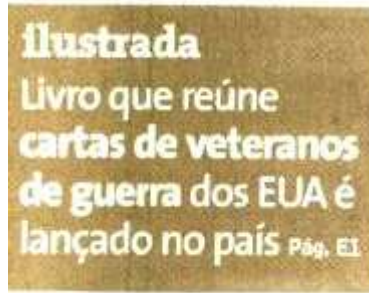 ilustrada
Livro que reúne
cartas de veteranos
de guerra dos EUA é
lançado no país Pág. E1